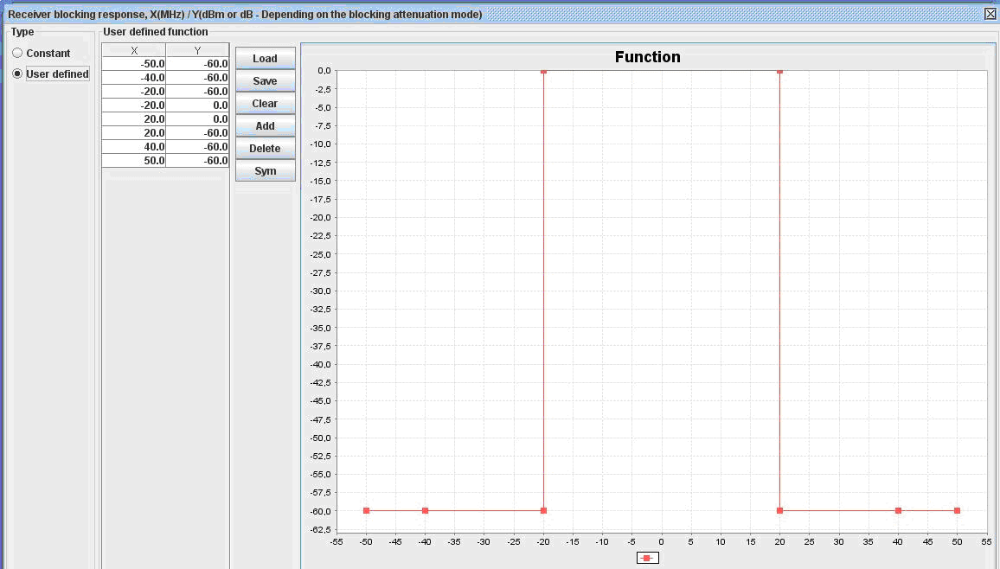 Receiver blocking response, X(MHz) / Y(dBm or dB - Depending on the blocking attenuation mode)
Type
Constant
User defined
User defined function
X Y
-50.0 -60.0
-40.0 -60.0
-20.0 -60.0
-20.0 0.0
20.0 0.0
20.0 -60.0
40.0 -60.0
50.0 -60.0
Load
Save
Clear
Add
Delete
Sym
Function
0,0
-2,5
-5,0
-7,5
-10,0
-12,5
-15,0
-17,5
-20,0
-22,5
-25,0
-27,5
-30,0
-32,5
-35,0
-37,5
-40,0
-42,5
-45,0
-47,5
-50,0
-52,5
-55,0
-57,5
-60,0
-62,5
-55 -50 -45 -40 -35 -30 -25 -20 -15 -10 -5 0 5 10 15 20 25 30 35 40 45 50 55